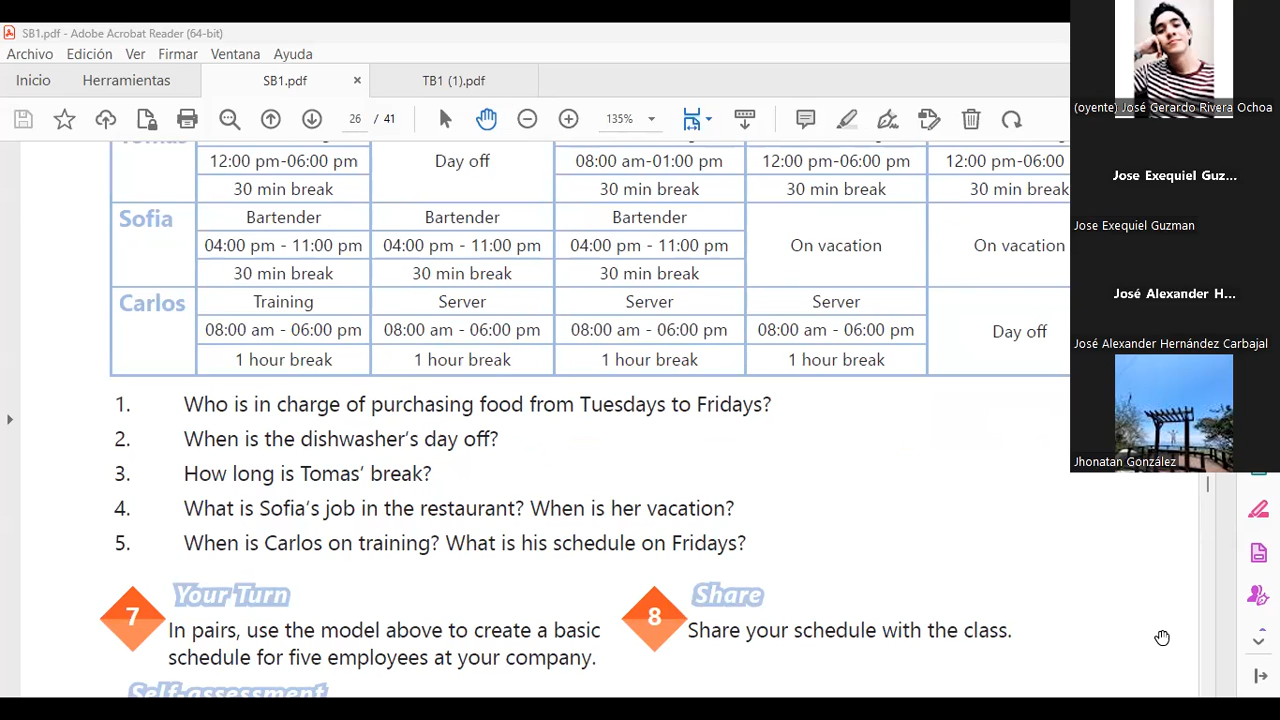 SB1.pdf - Adobe Acrobat Reader (64-bit)
Archivo Edición Ver Firmar Ventana Ayuda
Inicio Herramientas SB1.pdf × TB1 (1).pdf
26 / 41 135%
(oyente) José Gerardo Rivera Ochoa
Jose Exequiel Guz...
Jose Exequiel Guzman
José Alexander H...
José Alexander Hernández Carbajal
Jhonatan González
12:00 pm-06:00 pm Day off 08:00 am-01:00 pm 12:00 pm-06:00 pm 12:00 pm-06:00
30 min break 30 min break 30 min break 30 min break
Sofia Bartender Bartender Bartender
04:00 pm - 11:00 pm 04:00 pm - 11:00 pm 04:00 pm - 11:00 pm On vacation On vacation
30 min break 30 min break 30 min break
Carlos Training Server Server Server
08:00 am - 06:00 pm 08:00 am - 06:00 pm 08:00 am - 06:00 pm 08:00 am - 06:00 pm Day off
1 hour break 1 hour break 1 hour break 1 hour break
1. Who is in charge of purchasing food from Tuesdays to Fridays?
2. When is the dishwasher's day off?
3. How long is Tomas' break?
4. What is Sofia's job in the restaurant? When is her vacation?
5. When is Carlos on training? What is his schedule on Fridays?
7 Your Turn
In pairs, use the model above to create a basic
schedule for five employees at your company.
8 Share
Share your schedule with the class.
Self-assessment